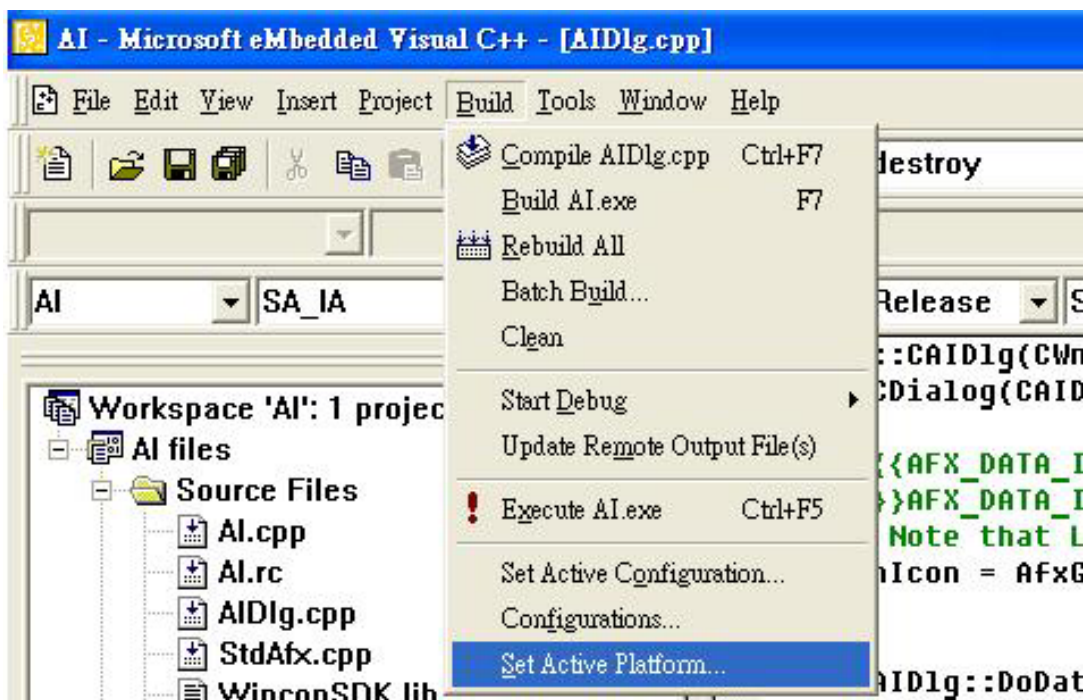 AI - Microsoft eMbedded Visual C++ - [AIDlg.cpp]
File Edit View Insert Project Build Tools Window Help
Compile AIDlg.cpp Ctrl+F7
destroy
Build AI.exe F7
Rebuild All
Batch Build...
AI SA_IA
Release
Clean
::CAIDlg(CWn
Start Debug
CDialog(CAID
Workspace 'AI': 1 projec
AI files
Update Remote Output File(s)
{{AFX_DATA_I
Source Files
}}AFX_DATA_I
Execute AI.exe Ctrl+F5
AI.cpp
Note that L
AI.rc
Set Active Configuration...
nIcon = AfxG
AIDlg.cpp
Configurations...
StdAfx.cpp
Set Active Platform...
WinconSDK.lib
AIDlg::DoDat